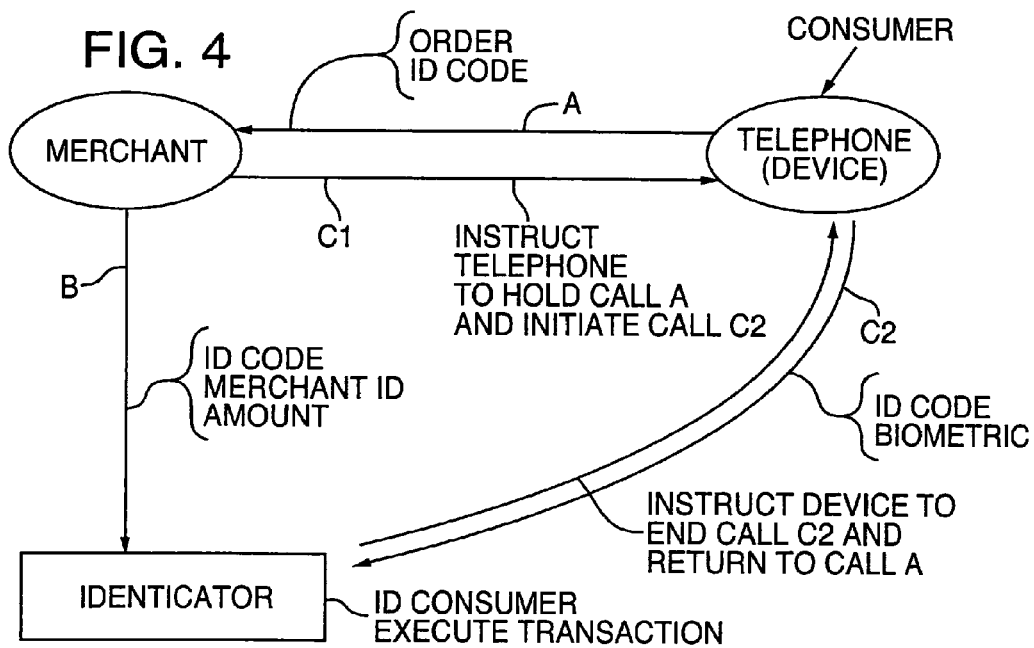 FIG. 4
ORDER
ID CODE
CONSUMER
A
MERCHANT
TELEPHONE
(DEVICE)
C1
INSTRUCT
TELEPHONE
TO HOLD CALL A
AND INITIATE CALL C2
B
C2
ID CODE
MERCHANT ID
AMOUNT
ID CODE
BIOMETRIC
INSTRUCT DEVICE TO
END CALL C2 AND
RETURN TO CALL A
IDENTICATOR
ID CONSUMER
EXECUTE TRANSACTION